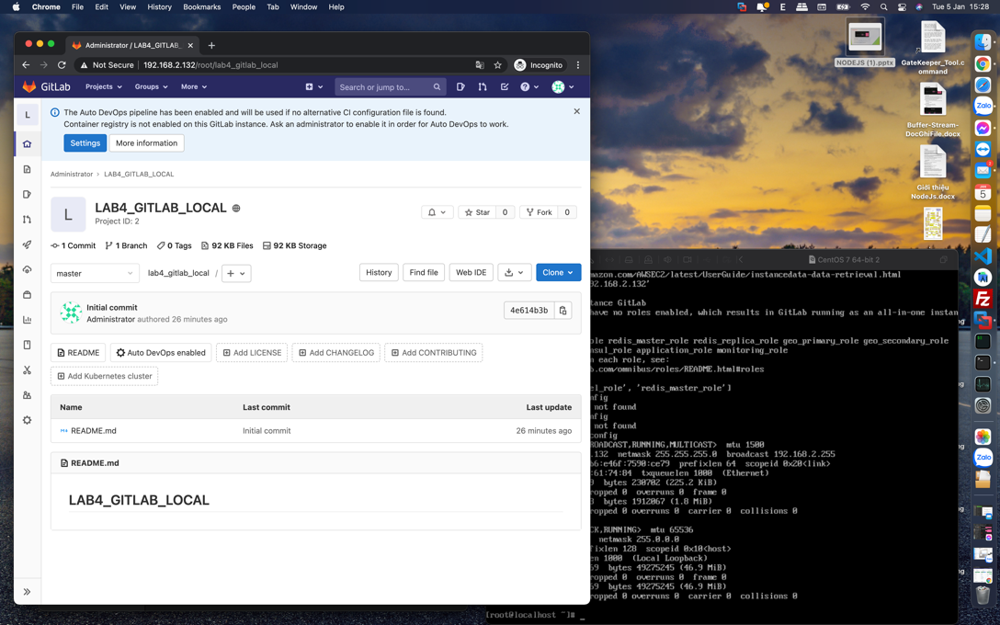 Chrome File Edit View History Bookmarks People Tab Window Help
Tue 5 Jan 15:28
Administrator / LAB4_GITLAB_
Not Secure 192.168.2.132/root/lab4_gitlab_local
Incognito
GitLab Projects Groups More
Search or jump to...
L
The Auto DevOps pipeline has been enabled and will be used if no alternative CI configuration file is found.
Container registry is not enabled on this GitLab instance. Ask an administrator to enable it in order for Auto DevOps to work.
Settings More information
Administrator › LAB4_GITLAB_LOCAL
L
LAB4_GITLAB_LOCAL
Project ID: 2
Star 0 Fork 0
1 Commit 1 Branch 0 Tags 92 KB Files 92 KB Storage
master lab4_gitlab_local / +
History Find file Web IDE Clone
Initial commit
Administrator authored 26 minutes ago
4e614b3b
README Auto DevOps enabled Add LICENSE Add CHANGELOG Add CONTRIBUTING
Add Kubernetes cluster
Name Last commit Last update
README.md Initial commit 26 minutes ago
README.md
LAB4_GITLAB_LOCAL
NODEJS (1).pptx
GateKeeper_Tool.command
Buffer-Stream-DocGhiFile.docx
Giới thiệu NodeJs.docx
CentOS 7 64-bit 2
mazon.com/AWSEC2/latest/UserGuide/instancedata-data-retrieval.html
192.168.2.132'
tance GitLab
have no roles enabled, which results in GitLab running as an all-in-one instan
ole redis_master_role redis_replica_role geo_primary_role geo_secondary_role
nsul_role application_role monitoring_role
n each role, see:
b.com/omnibus/roles/README.html#roles
el_role', 'redis_master_role']
nfig
not found
nfig
not found
config
ROADCAST,RUNNING,MULTICAST> mtu 1500
.132 netmask 255.255.255.0 broadcast 192.168.2.255
b6:e46f:7590:ce79 prefixlen 64 scopeid 0x20<link>
:61:74:84 txqueuelen 1000 (Ethernet)
bytes 230702 (225.2 KiB)
ropped 0 overruns 0 frame 0
bytes 1912067 (1.8 MiB)
ropped 0 overruns 0 carrier 0 collisions 0
CK,RUNNING> mtu 65536
netmask 255.0.0.0
fixlen 128 scopeid 0x10<host>
en 1000 (Local Loopback)
69 bytes 49275245 (46.9 MiB)
ropped 0 overruns 0 frame 0
69 bytes 49275245 (46.9 MiB)
ropped 0 overruns 0 carrier 0 collisions 0
[root@localhost ~]#